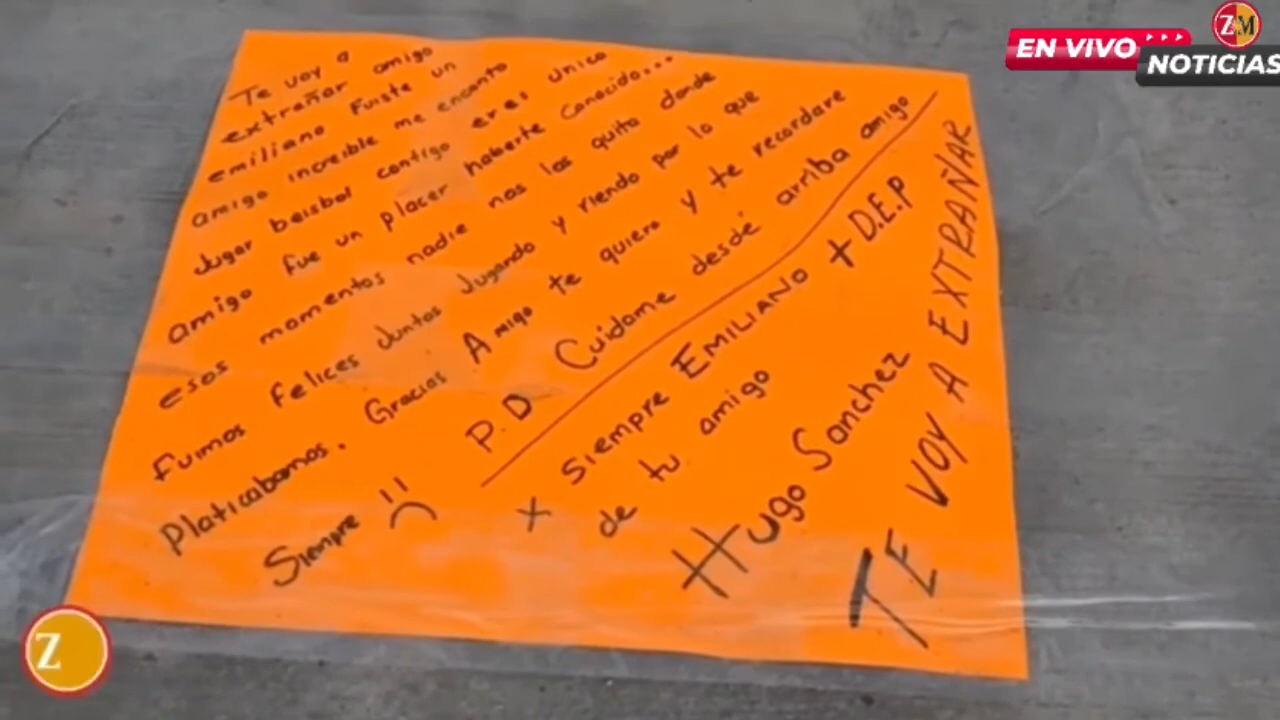 Te voy a
extrañar amigo
emiliano Fuiste un
amigo increible me encanto
Jugar beisbol contigo eres unico
amigo fue un placer haberte Conocido...
esos momentos nadie nos los quita donde
Fuimos Felices Juntos Jugando y riendo por lo que
Platicabamos. Gracias Amigo te quiero y te recordare
Siempre
P.D Cuidame desde arriba amigo
x siempre EMILIANO + D.E.P
de tu amigo
Hugo Sanchez
TE VOY A EXTRAÑAR
EN VIVO
Z&M
NOTICIAS
Z